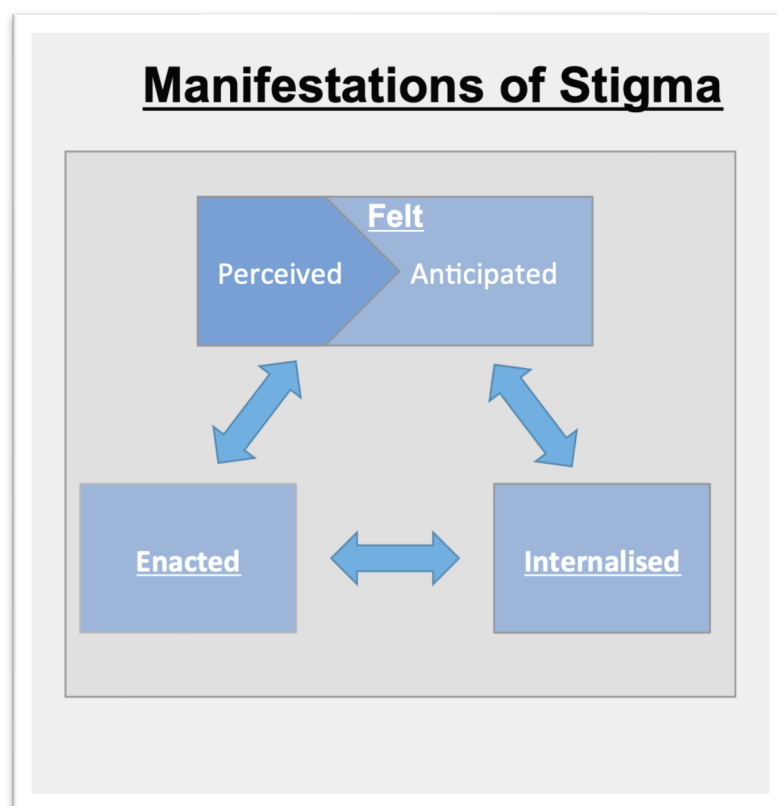 Manifestations of Stigma
Felt
Perceived
Anticipated
Enacted
Internalised